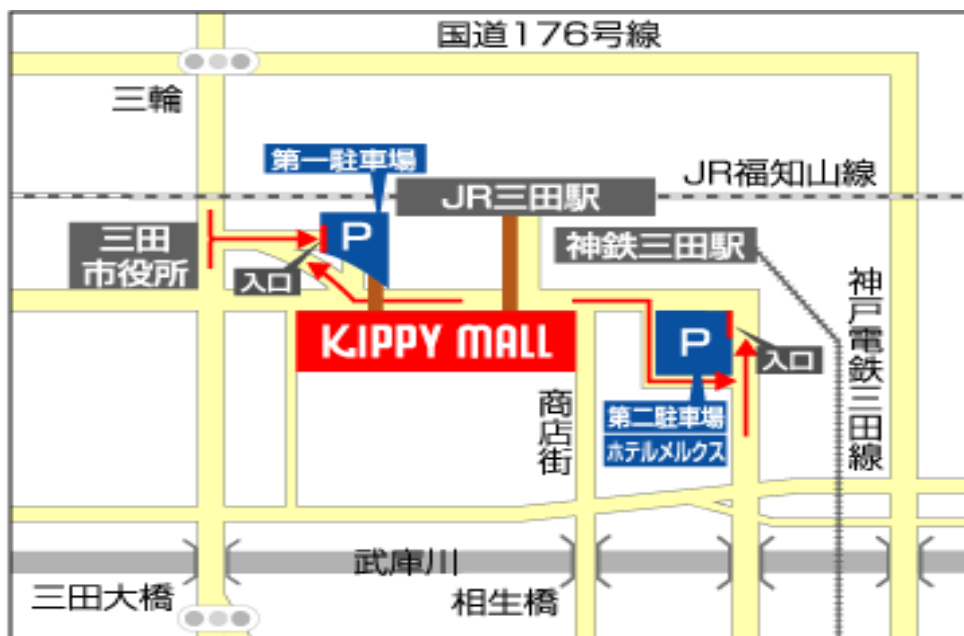 国道176号線
三輪
第一駐車場
JR福知山線
JR三田駅
P
三田
市役所
神鉄三田駅
入口
神戸電鉄三田線
KiPPY MALL
P
入口
商店街
第二駐車場
ホテルメルクス
武庫川
三田大橋
相生橋